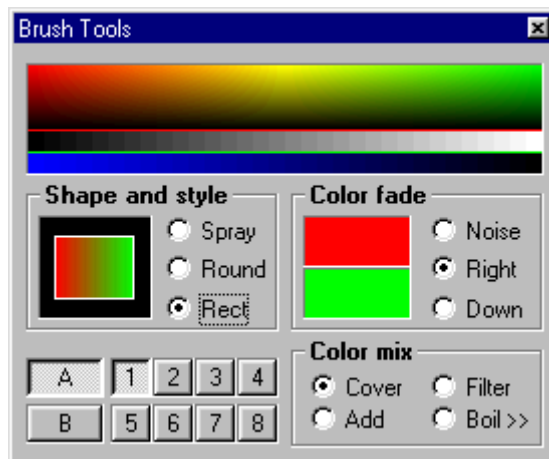 Brush Tools
Shape and style
Spray
Round
Rect
Color fade
Noise
Right
Down
A 1 2 3 4
B 5 6 7 8
Color mix
Cover Filter
Add Boil >>